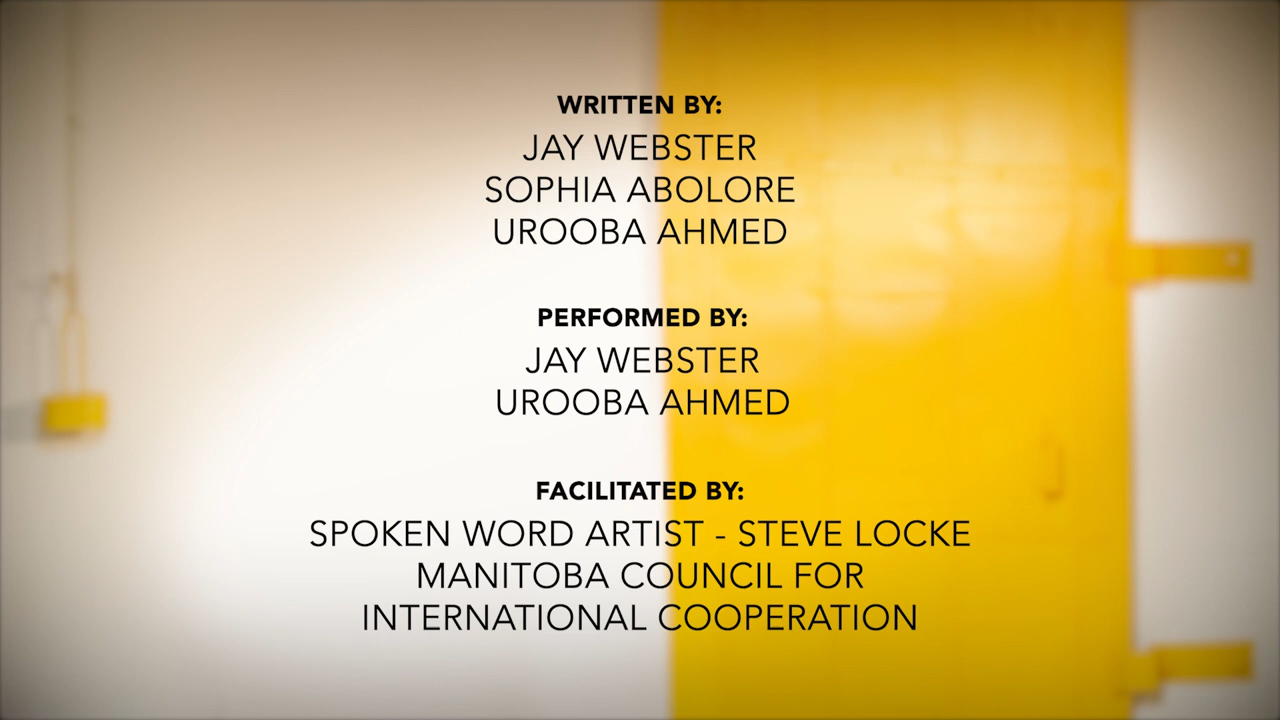 WRITTEN BY:
JAY WEBSTER
SOPHIA ABOLORE
UROOBA AHMED
PERFORMED BY:
JAY WEBSTER
UROOBA AHMED
FACILITATED BY:
SPOKEN WORD ARTIST - STEVE LOCKE
MANITOBA COUNCIL FOR
INTERNATIONAL COOPERATION